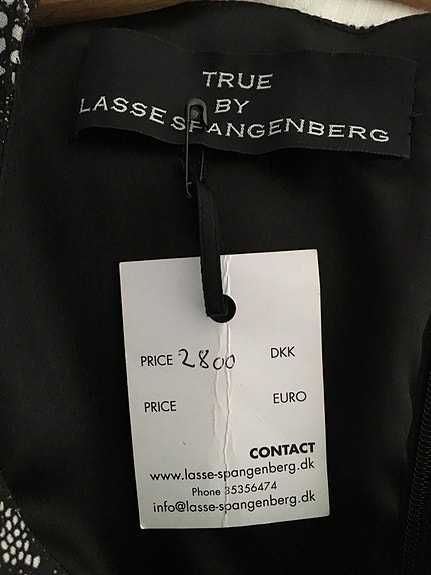 TRUE
BY
LASSE SPANGENBERG
PRICE 2800 DKK
PRICE EURO
CONTACT
www.lasse-spangenberg.dk
Phone 35356474
info@lasse-spangenberg.dk